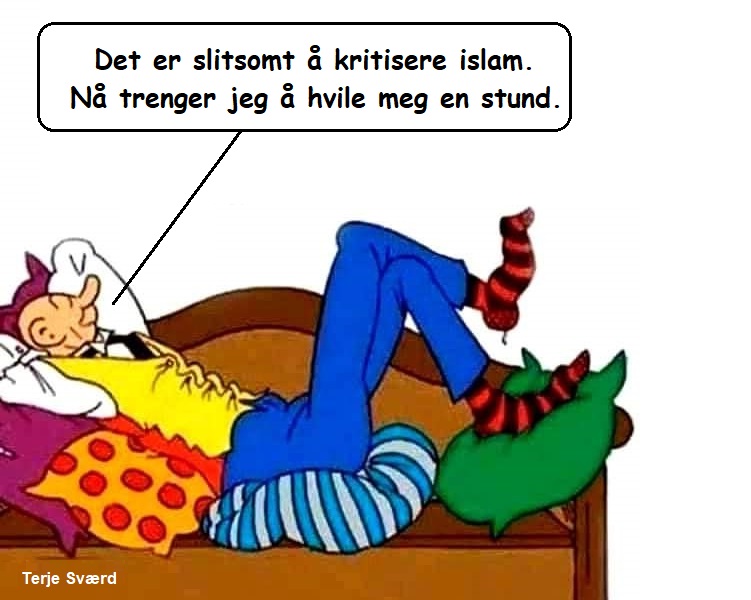 Det er slitsomt å kritisere islam.
Nå trenger jeg å hvile meg en stund.
Terje Sværd